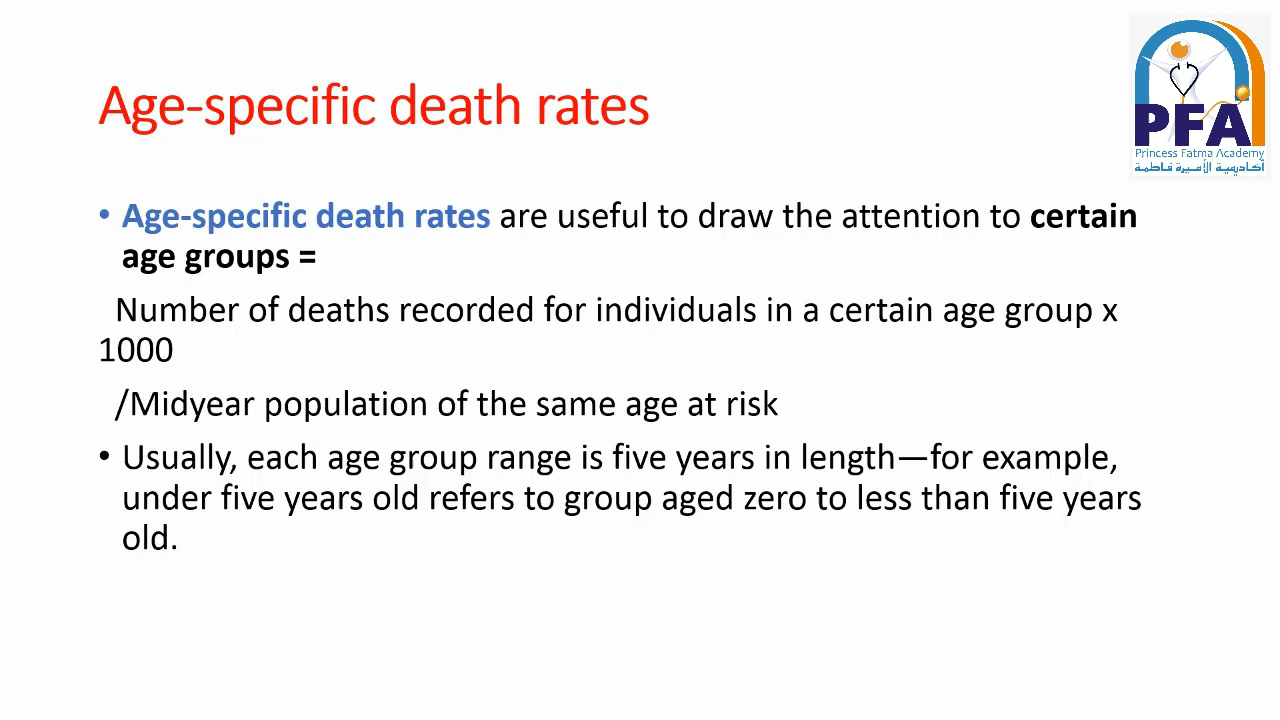 Age-specific death rates
PFA
Princess Fatma Academy
أكاديمية الأميرة فاطمة
• Age-specific death rates are useful to draw the attention to certain
age groups =
Number of deaths recorded for individuals in a certain age group x
1000
/Midyear population of the same age at risk
• Usually, each age group range is five years in length—for example,
under five years old refers to group aged zero to less than five years
old.